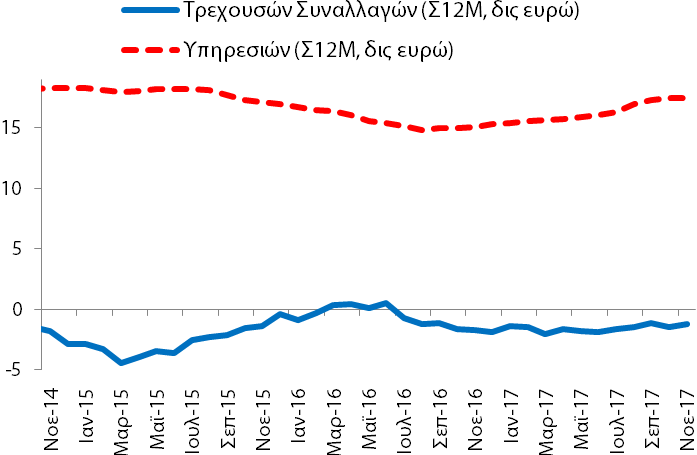 Τρεχουσών Συναλλαγών (Σ12Μ, δις ευρώ)
Υπηρεσιών (Σ12Μ, δις ευρώ)
15
10
5
0
-5
Νοε-14
Ιαν-15
Μαρ-15
Μαϊ-15
Ιουλ-15
Σεπ-15
Νοε-15
Ιαν-16
Μαρ-16
Μαϊ-16
Ιουλ-16
Σεπ-16
Νοε-16
Ιαν-17
Μαρ-17
Μαϊ-17
Ιουλ-17
Σεπ-17
Νοε-17